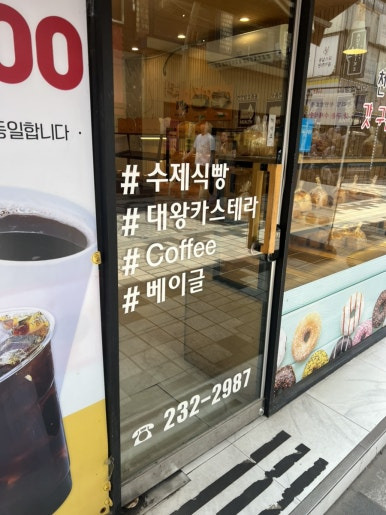 00
동일합니다
# 수제식빵
# 대왕카스테라
# Coffee
# 베이글
☎ 232-2987